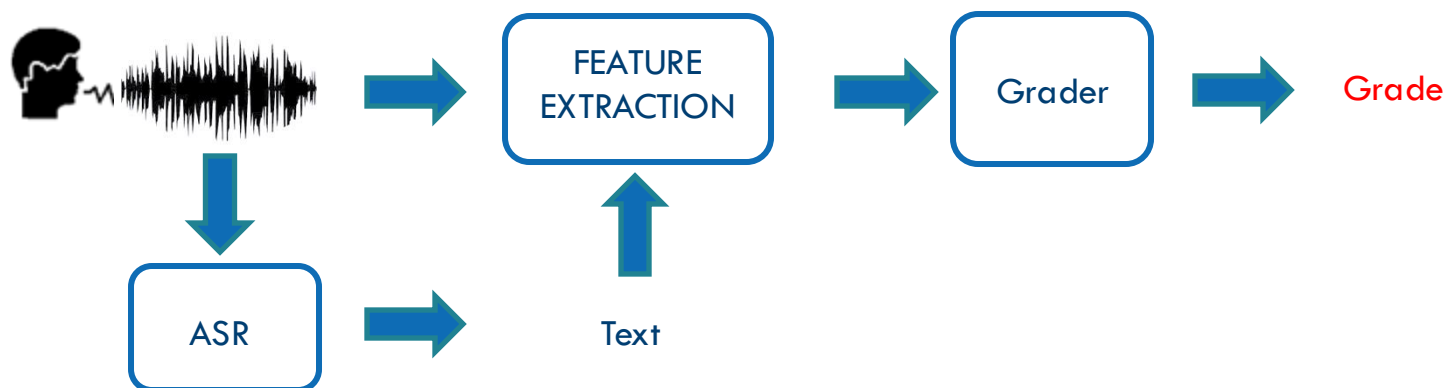 FEATURE
EXTRACTION
Grader
Grade
ASR
Text